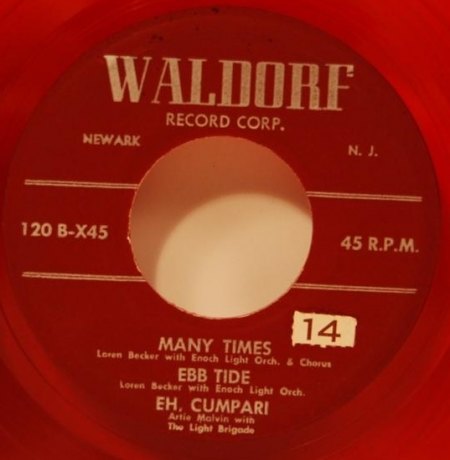 WALDORF
RECORD CORP.
NEWARK N. J.
120 B-X45 45 R.P.M.
14
MANY TIMES
Loren Becker with Enoch Light Orch. & Chorus
EBB TIDE
Loren Becker with Enoch Light Orch.
EH, CUMPARI
Artie Malvin with
The Light Brigade